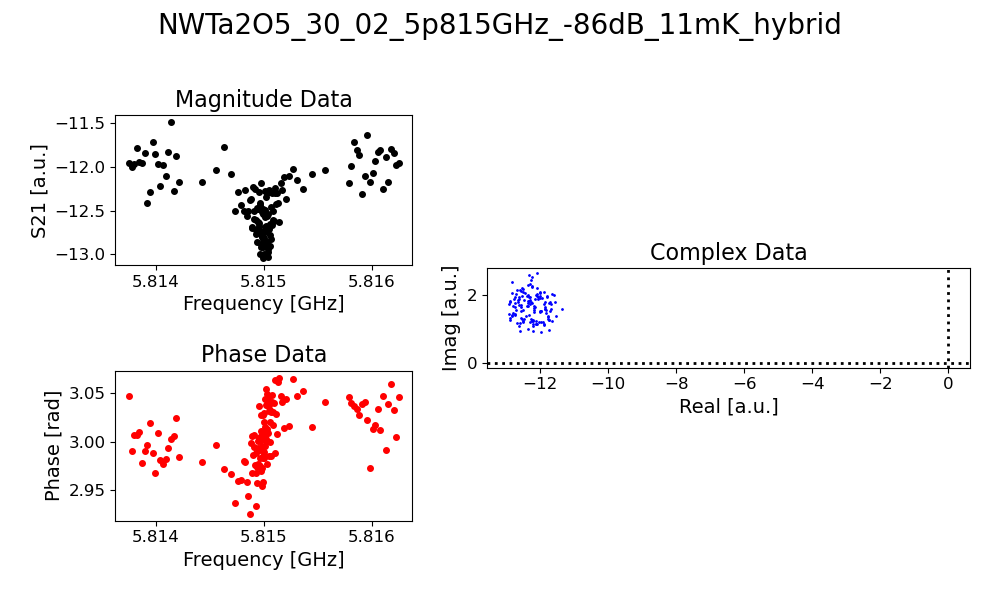 NWTa2O5_30_02_5p815GHz_-86dB_11mK_hybrid
Magnitude Data
−11.5
−12.0
−12.5
−13.0
S21 [a.u.]
5.814 5.815 5.816
Frequency [GHz]
Phase Data
3.05
3.00
2.95
Phase [rad]
5.814 5.815 5.816
Frequency [GHz]
Complex Data
2
0
Imag [a.u.]
−12 −10 −8 −6 −4 −2 0
Real [a.u.]